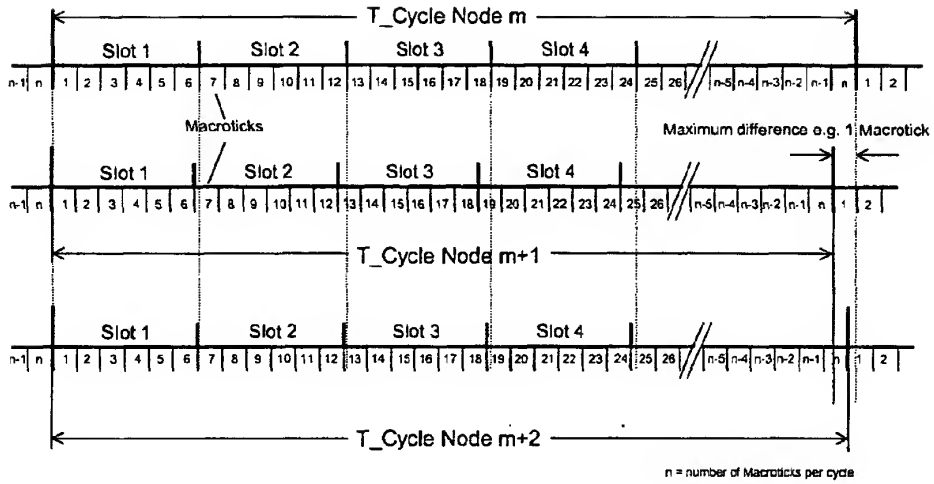 T_Cycle Node m
Slot 1 Slot 2 Slot 3 Slot 4
n-1 n 1 2 3 4 5 6 7 8 9 10 11 12 13 14 15 16 17 18 19 20 21 22 23 24 25 26 n-5 n-4 n-3 n-2 n-1 n 1 2
Macroticks
Maximum difference e.g. 1 Macrotick
Slot 1 Slot 2 Slot 3 Slot 4
n-1 n 1 2 3 4 5 6 7 8 9 10 11 12 13 14 15 16 17 18 19 20 21 22 23 24 25 26 n-5 n-4 n-3 n-2 n-1 n 1 2
T_Cycle Node m+1
Slot 1 Slot 2 Slot 3 Slot 4
n-1 n 1 2 3 4 5 6 7 8 9 10 11 12 13 14 15 16 17 18 19 20 21 22 23 24 25 26 n-5 n-4 n-3 n-2 n-1 n 1 2
T_Cycle Node m+2
n = number of Macroticks per cycle